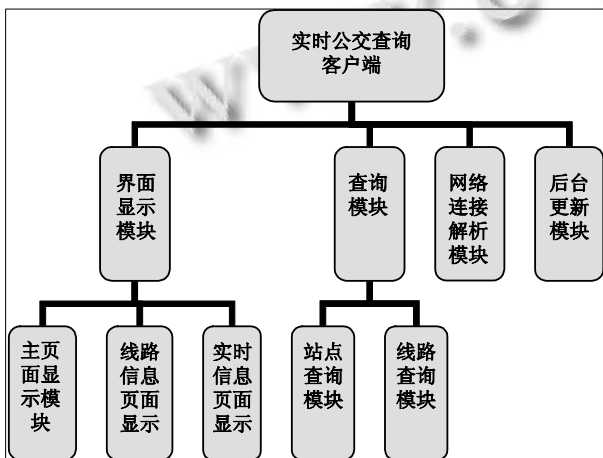 实时公交查询
客户端
界面
显示
模块
查询
模块
网络
连接
解析
模块
后台
更新
模块
主页
面显
示模
块
线路
信息
页面
显示
实时
信息
页面
显示
站点
查询
模块
线路
查询
模块